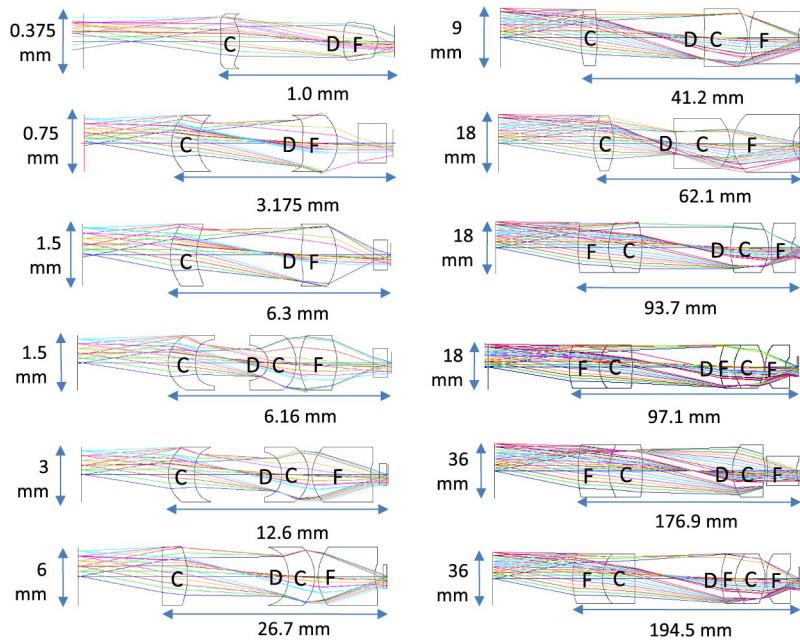 0.375
mm
C D F
1.0 mm
0.75
mm
C D F
3.175 mm
1.5
mm
C D F
6.3 mm
1.5
mm
C D C F
6.16 mm
3
mm
C D C F
12.6 mm
6
mm
C D C F
26.7 mm
9
mm
C D C F
41.2 mm
18
mm
C D C F
62.1 mm
18
mm
F C D C F
93.7 mm
18
mm
F C D F C F
97.1 mm
36
mm
F C D C F
176.9 mm
36
mm
F C D F C F
194.5 mm